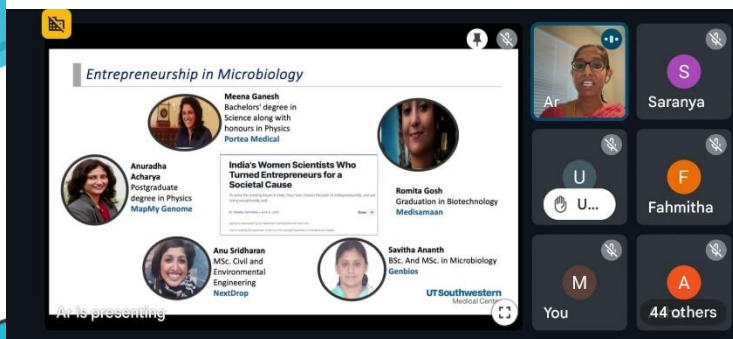 Entrepreneurship in Microbiology
Meena Ganesh
Bachelors' degree in
Science along with
honours in Physics
Portea Medical
Anuradha
Acharya
Postgraduate
degree in Physics
MapMy Genome
India's Women Scientists Who
Turned Entrepreneurs for a
Societal Cause
Romita Gosh
Graduation in Biotechnology
Medisamaan
Anu Sridharan
MSc. Civil and
Environmental
Engineering
NextDrop
Savitha Ananth
BSc. And MSc. in Microbiology
Genbios
UTSouthwestern
Medical Center
Ar is presenting
Ar
S
Saranya
U
U...
F
Fahmitha
M
You
A
44 others